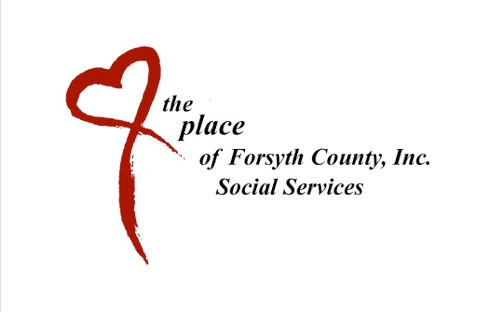 the
place
of Forsyth County, Inc.
Social Services